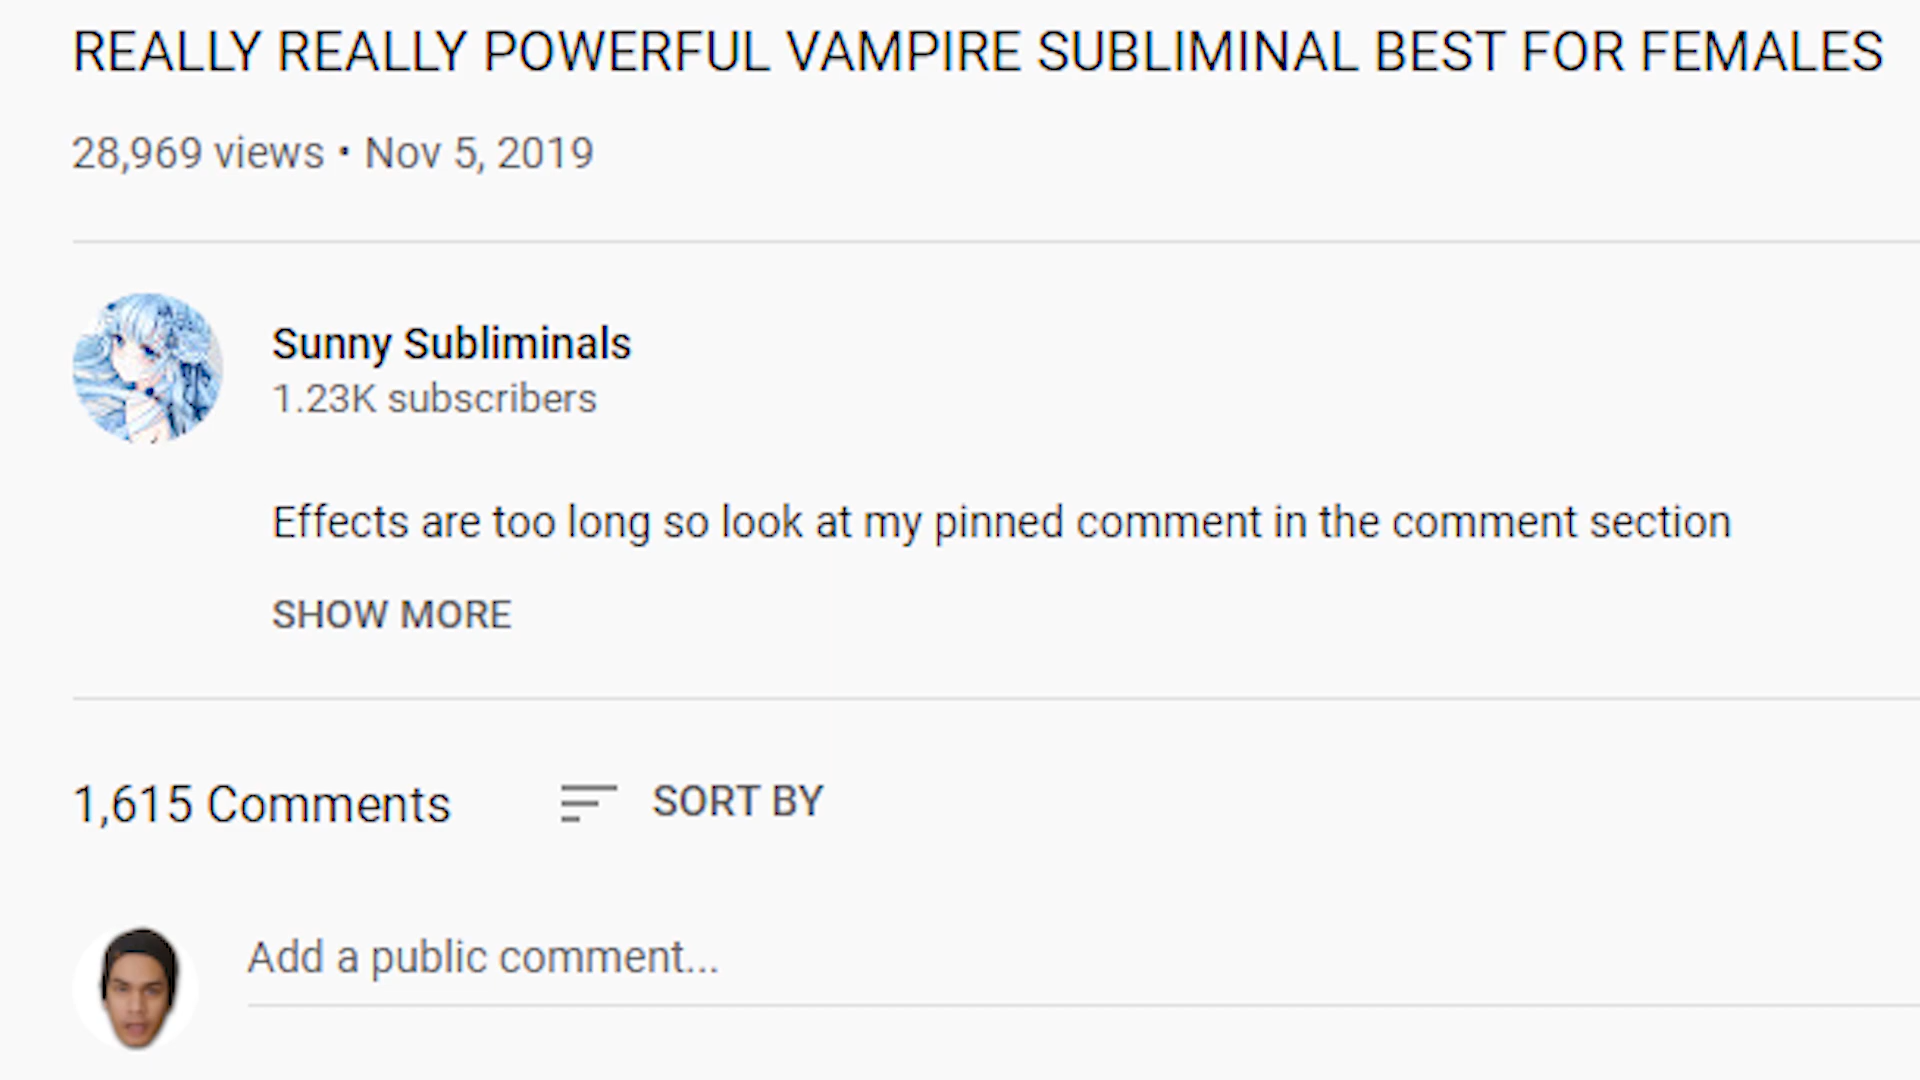 REALLY REALLY POWERFUL VAMPIRE SUBLIMINAL BEST FOR FEMALES
28,969 views • Nov 5, 2019
Sunny Subliminals
1.23K subscribers
Effects are too long so look at my pinned comment in the comment section
SHOW MORE
1,615 Comments SORT BY
Add a public comment...